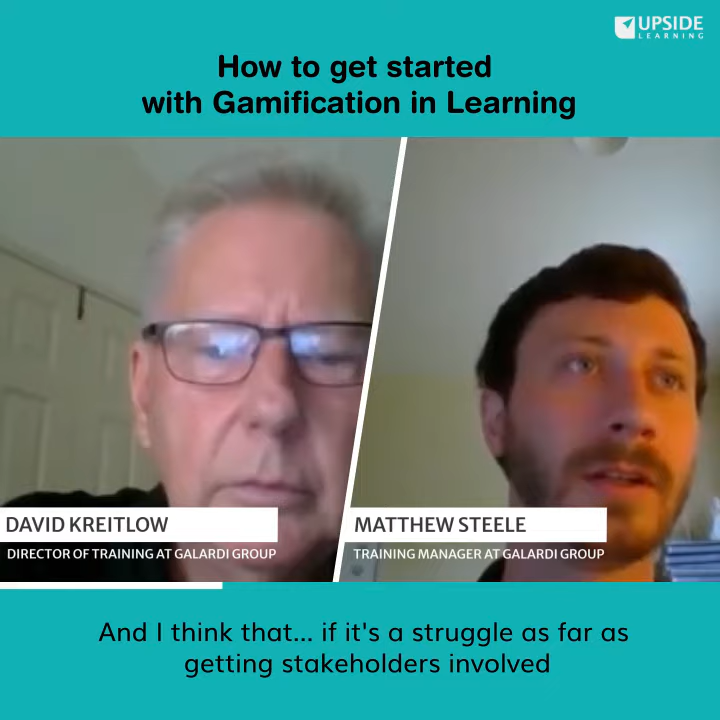 UPSIDE
LEARNING
How to get started
with Gamification in Learning
DAVID KREITLOW
DIRECTOR OF TRAINING AT GALARDI GROUP
MATTHEW STEELE
TRAINING MANAGER AT GALARDI GROUP
And I think that... if it's a struggle as far as
getting stakeholders involved